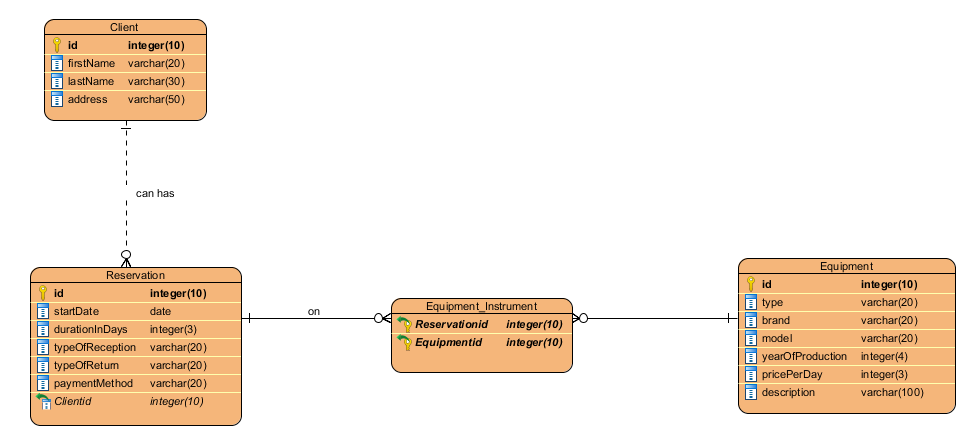 Client
id integer(10)
firstName varchar(20)
lastName varchar(30)
address varchar(50)
can has
Reservation
id integer(10)
startDate date
durationInDays integer(3)
typeOfReception varchar(20)
typeOfReturn varchar(20)
paymentMethod varchar(20)
Clientid integer(10)
on
Equipment_Instrument
Reservationid integer(10)
Equipmentid integer(10)
Equipment
id integer(10)
type varchar(20)
brand varchar(20)
model varchar(20)
yearOfProduction integer(4)
pricePerDay integer(3)
description varchar(100)